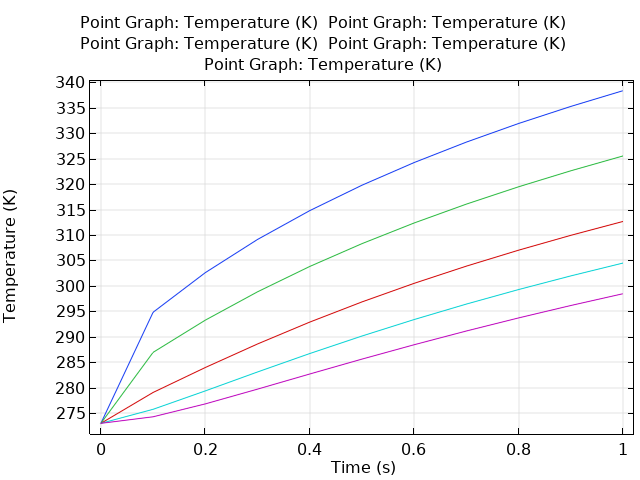 Point Graph: Temperature (K)  Point Graph: Temperature (K)
Point Graph: Temperature (K)  Point Graph: Temperature (K)
Point Graph: Temperature (K)
340
335
330
325
320
315
310
305
300
295
290
285
280
275
Temperature (K)
0 0.2 0.4 0.6 0.8 1
Time (s)